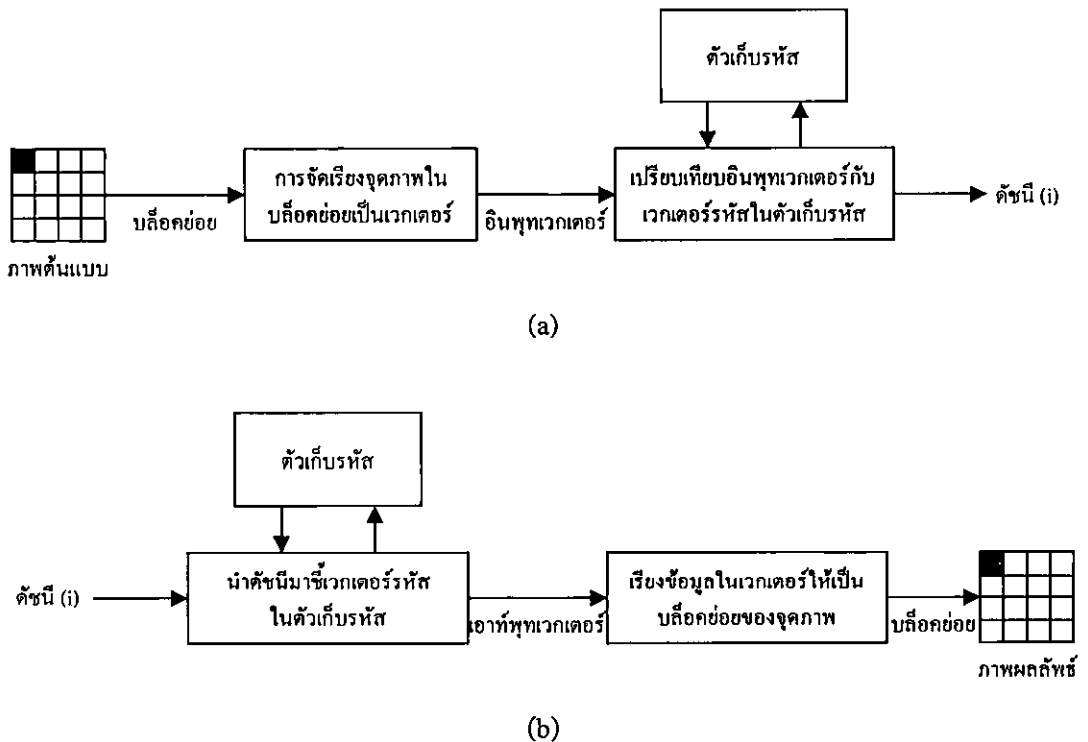 ตัวเก็บรหัส
การจัดเรียงจุดภาพใน
บล็อคย่อยเป็นเวกเตอร์
เปรียบเทียบอินพุทเวกเตอร์กับ
เวกเตอร์รหัสในตัวเก็บรหัส
ดัชนี (i)
บล็อคย่อย
อินพุทเวกเตอร์
ภาพต้นแบบ
(a)
ตัวเก็บรหัส
ดัชนี (i)
นำดัชนีมาชี้เวกเตอร์รหัส
ในตัวเก็บรหัส
เอาท์พุทเวกเตอร์
เรียงข้อมูลในเวกเตอร์ให้เป็น
บล็อคย่อยของจุดภาพ
บล็อคย่อย
ภาพผลลัพธ์
(b)